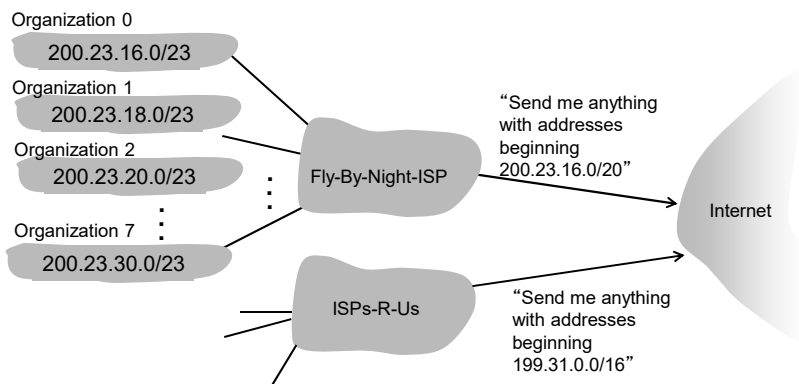 Organization 0
200.23.16.0/23
Organization 1
200.23.18.0/23
Organization 2
200.23.20.0/23
Organization 7
200.23.30.0/23
Fly-By-Night-ISP
“Send me anything
with addresses
beginning
200.23.16.0/20”
Internet
ISPs-R-Us
“Send me anything
with addresses
beginning
199.31.0.0/16”